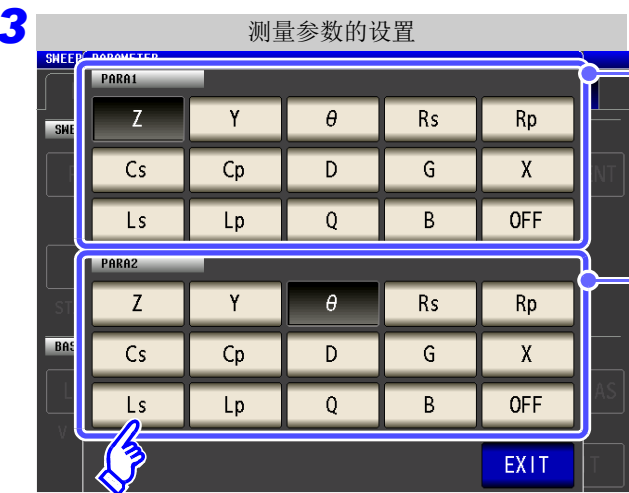 3
测量参数的设置
SWEEP PARAMETER
PARA1
Z Y θ Rs Rp
Cs Cp D G X
Ls Lp Q B OFF
PARA2
Z Y θ Rs Rp
Cs Cp D G X
Ls Lp Q B OFF
EXIT